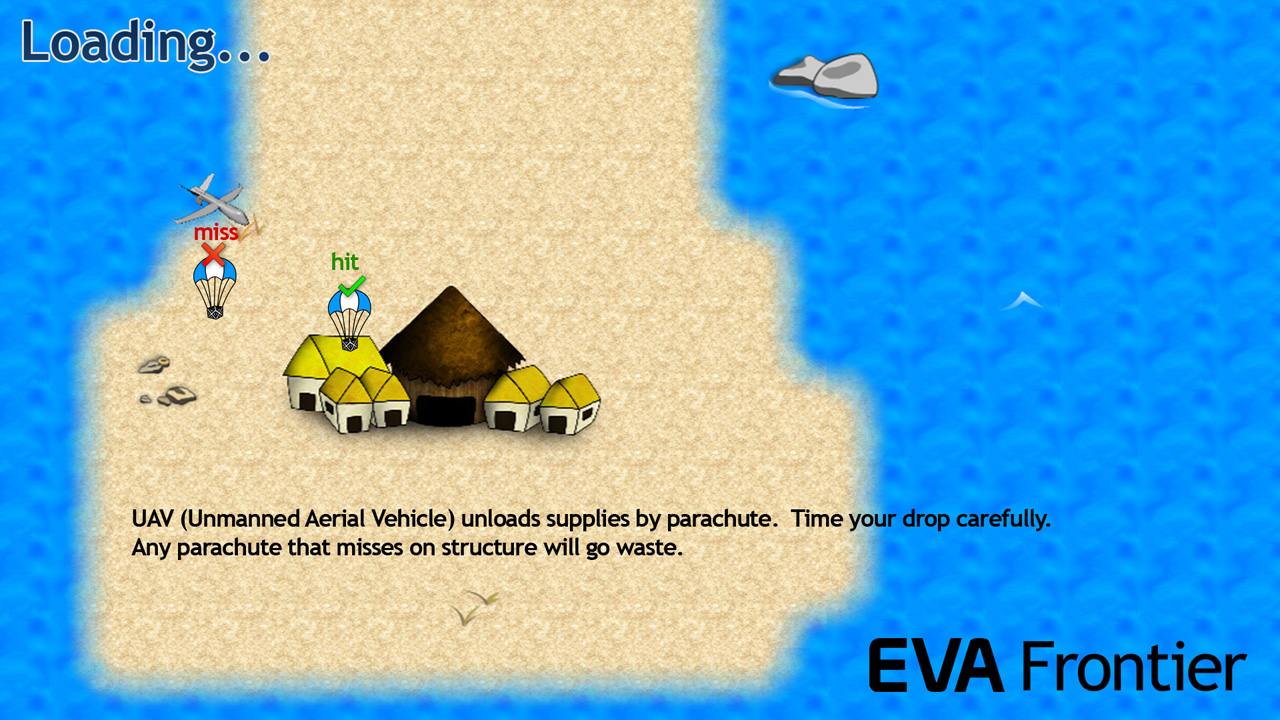 Loading...
miss
hit
UAV (Unmanned Aerial Vehicle) unloads supplies by parachute.  Time your drop carefully.
Any parachute that misses on structure will go waste.
EVA Frontier